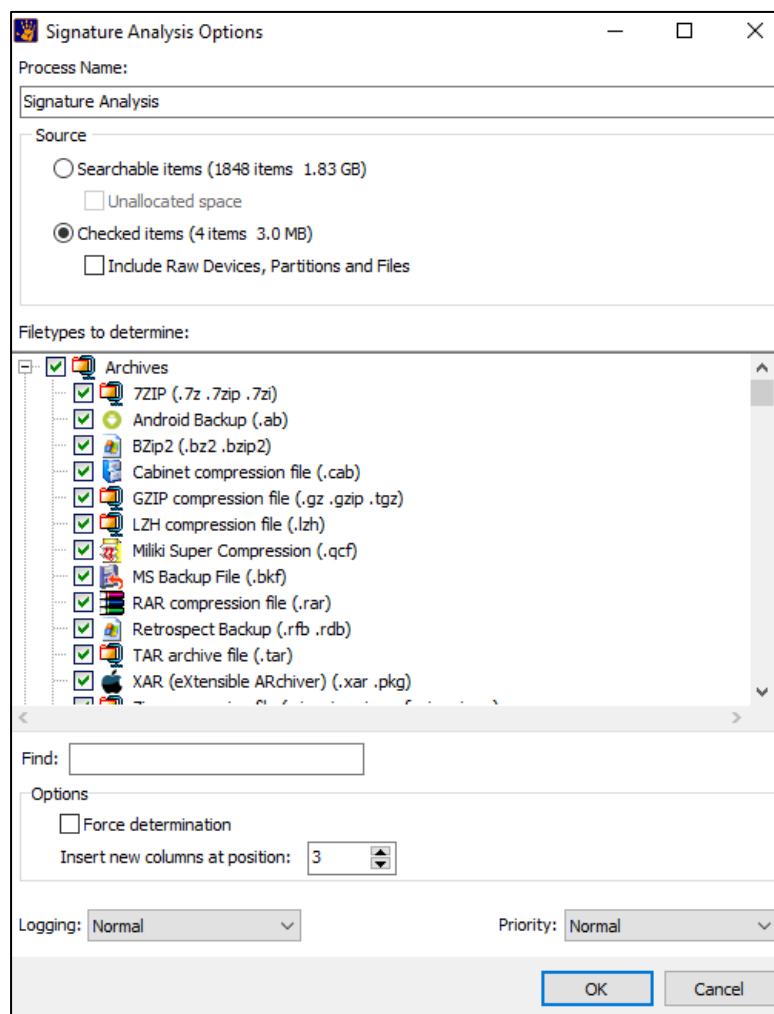 Signature Analysis Options
Process Name:
Signature Analysis
Source
Searchable items (1848 items 1.83 GB)
Unallocated space
Checked items (4 items 3.0 MB)
Include Raw Devices, Partitions and Files
Filetypes to determine:
Archives
7ZIP (.7z .7zip .7zi)
Android Backup (.ab)
BZip2 (.bz2 .bzip2)
Cabinet compression file (.cab)
GZIP compression file (.gz .gzip .tgz)
LZH compression file (.lzh)
Miliki Super Compression (.qcf)
MS Backup File (.bkf)
RAR compression file (.rar)
Retrospect Backup (.rfb .rdb)
TAR archive file (.tar)
XAR (eXtensible ARchiver) (.xar .pkg)
Find:
Options
Force determination
Insert new columns at position: 3
Logging: Normal Priority: Normal
OK Cancel